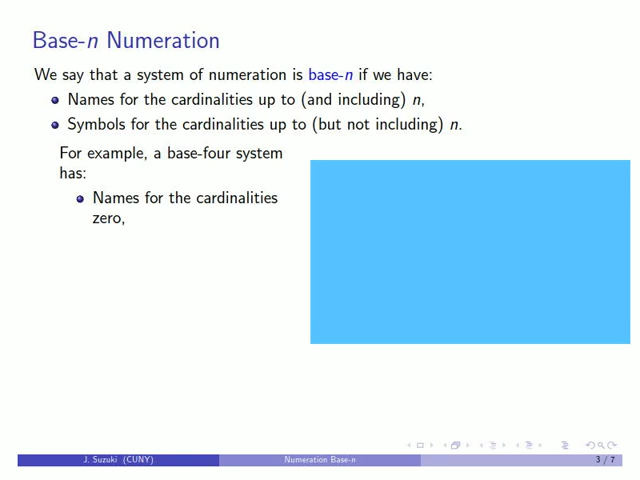 Base-n Numeration
We say that a system of numeration is base-n if we have:
Names for the cardinalities up to (and including) n,
Symbols for the cardinalities up to (but not including) n.
For example, a base-four system
has:
Names for the cardinalities
zero,
J. Suzuki (CUNY)
Numeration Base-n
3 / 7